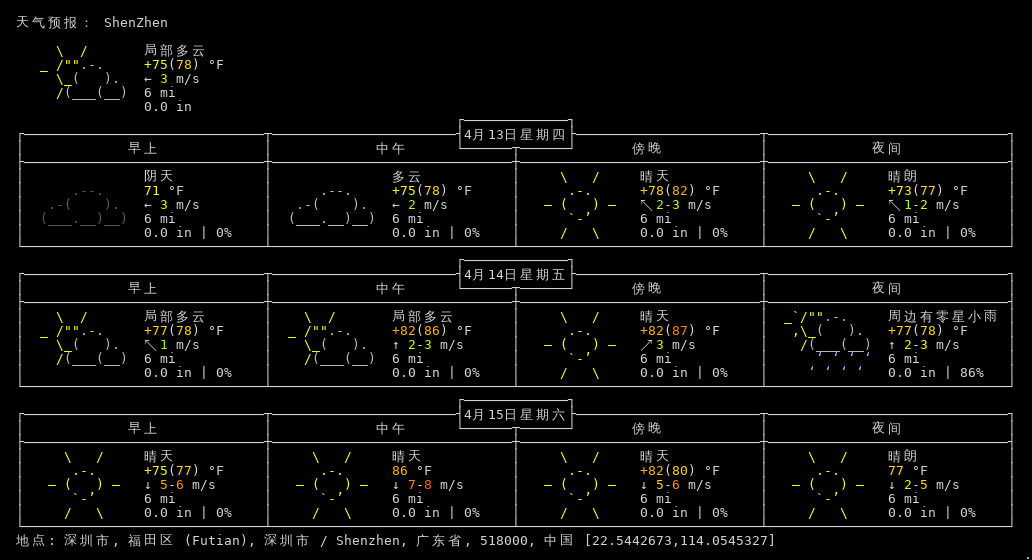 天气预报： ShenZhen
局部多云
+75(78) °F
← 3 m/s
6 mi
0.0 in
4月13日星期四
早上 中午 傍晚 夜间
阴天 多云 晴天 晴朗
71 °F +75(78) °F +78(82) °F +73(77) °F
← 3 m/s ← 2 m/s ↖ 2-3 m/s ↖ 1-2 m/s
6 mi 6 mi 6 mi 6 mi
0.0 in | 0% 0.0 in | 0% 0.0 in | 0% 0.0 in | 0%
4月14日星期五
早上 中午 傍晚 夜间
局部多云 局部多云 晴天 周边有零星小雨
+77(78) °F +82(86) °F +82(87) °F +77(78) °F
↖ 1 m/s ↑ 2-3 m/s ↗ 3 m/s ↑ 2-3 m/s
6 mi 6 mi 6 mi 6 mi
0.0 in | 0% 0.0 in | 0% 0.0 in | 0% 0.0 in | 86%
4月15日星期六
早上 中午 傍晚 夜间
晴天 晴天 晴天 晴朗
+75(77) °F 86 °F +82(80) °F 77 °F
↓ 5-6 m/s ↓ 7-8 m/s ↓ 5-6 m/s ↓ 2-5 m/s
6 mi 6 mi 6 mi 6 mi
0.0 in | 0% 0.0 in | 0% 0.0 in | 0% 0.0 in | 0%
地点: 深圳市, 福田区 (Futian), 深圳市 / Shenzhen, 广东省, 518000, 中国 [22.5442673,114.0545327]